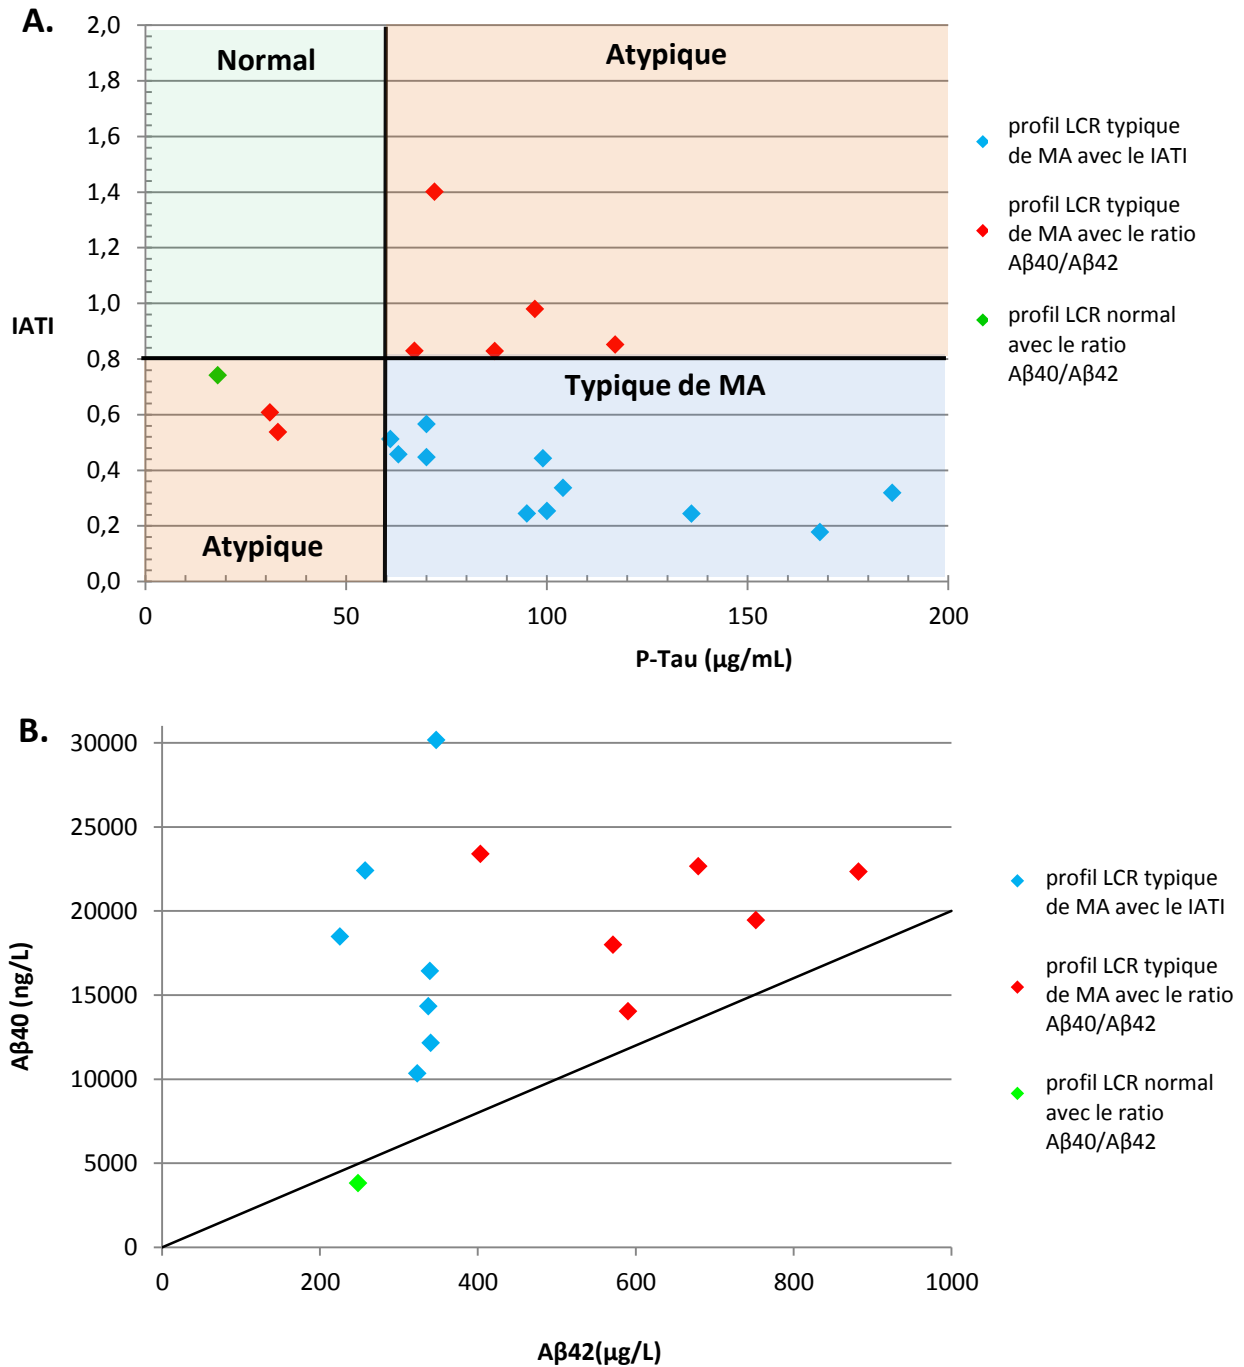 A.
2,0
1,8
1,6
1,4
1,2
1,0
0,8
0,6
0,4
0,2
0,0
IATI
Normal
Atypique
Typique de MA
Atypique
0 50 100 150 200
P-Tau (µg/mL)
profil LCR typique
de MA avec le IATI
profil LCR typique
de MA avec le ratio
Aβ40/Aβ42
profil LCR normal
avec le ratio
Aβ40/Aβ42
B.
30000
25000
20000
15000
10000
5000
0
Aβ40 (ng/L)
0 200 400 600 800 1000
Aβ42(µg/L)
profil LCR typique
de MA avec le IATI
profil LCR typique
de MA avec le ratio
Aβ40/Aβ42
profil LCR normal
avec le ratio
Aβ40/Aβ42